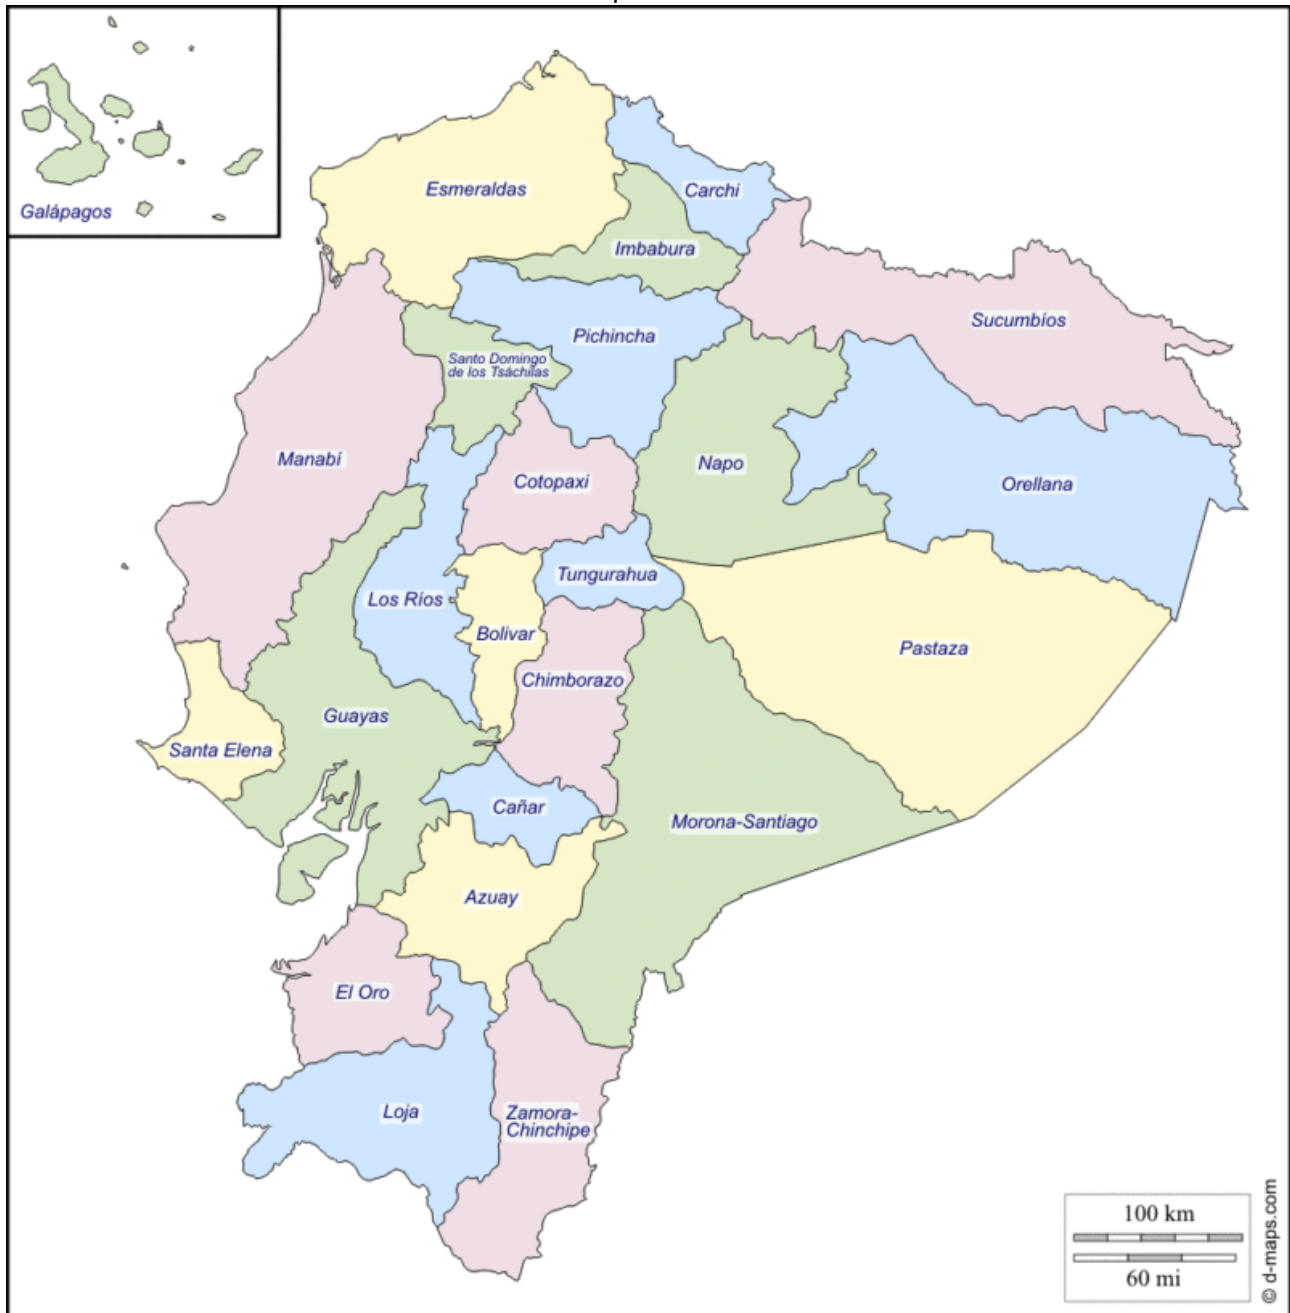 Galápagos
Esmeraldas
Carchi
Imbabura
Sucumbíos
Pichincha
Santo Domingo
de los Tsáchilas
Manabí
Cotopaxi
Napo
Orellana
Tungurahua
Los Ríos
Bolivar
Pastaza
Chimborazo
Guayas
Santa Elena
Cañar
Morona-Santiago
Azuay
El Oro
Loja
Zamora-
Chinchipe
100 km
60 mi
© d-maps.com